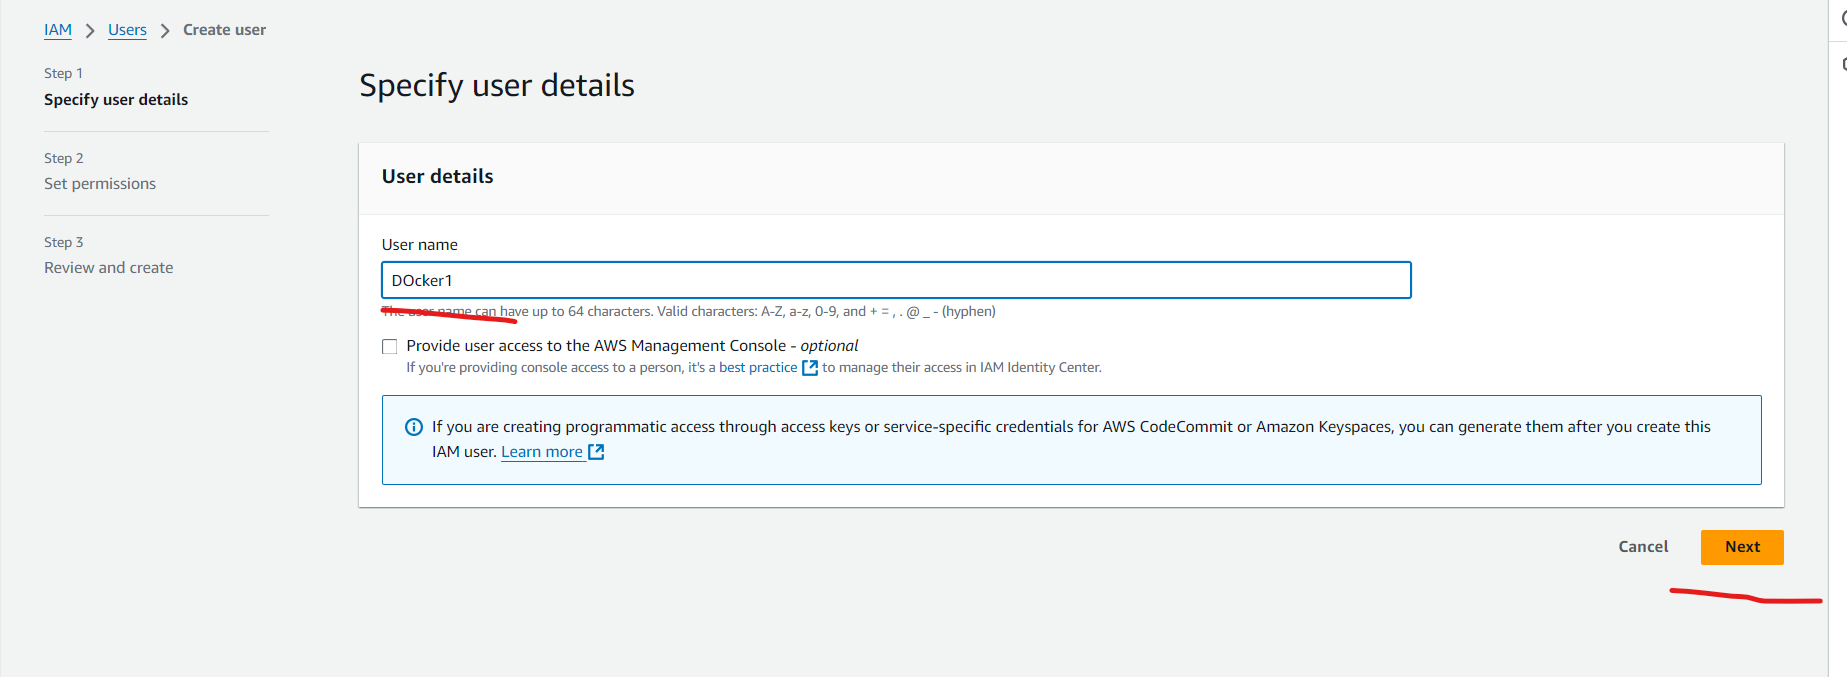 IAM > Users > Create user
Step 1
Specify user details
Step 2
Set permissions
Step 3
Review and create
Specify user details
User details
User name
DOcker1
The user name can have up to 64 characters. Valid characters: A-Z, a-z, 0-9, and + = , . @ _ - (hyphen)
Provide user access to the AWS Management Console - optional
If you're providing console access to a person, it's a best practice to manage their access in IAM Identity Center.
If you are creating programmatic access through access keys or service-specific credentials for AWS CodeCommit or Amazon Keyspaces, you can generate them after you create this
IAM user. Learn more
Cancel Next